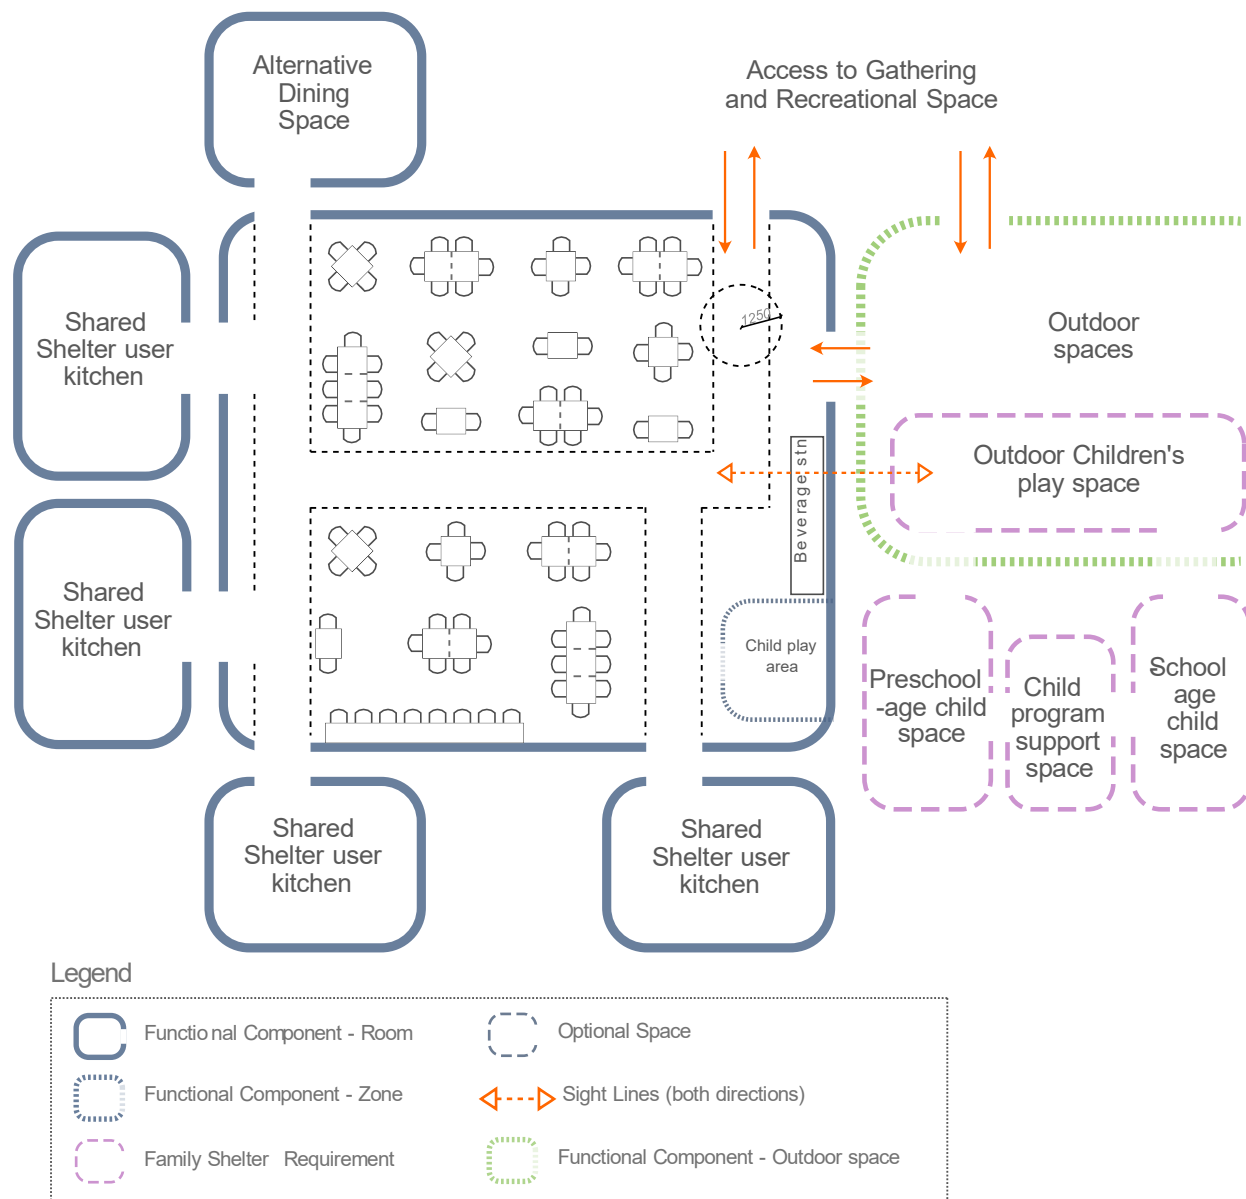 Alternative
Dining
Space
Access to Gathering
and Recreational Space
Shared
Shelter user
kitchen
1250
Outdoor
spaces
Outdoor Children's
play space
Beverage stn
Shared
Shelter user
kitchen
Child play
area
Preschool
-age child
space
Child
program
support
space
-School
age
child
space
Shared
Shelter user
kitchen
Shared
Shelter user
kitchen
Legend
Functional Component - Room
Optional Space
Functional Component - Zone
Sight Lines (both directions)
Family Shelter Requirement
Functional Component - Outdoor space